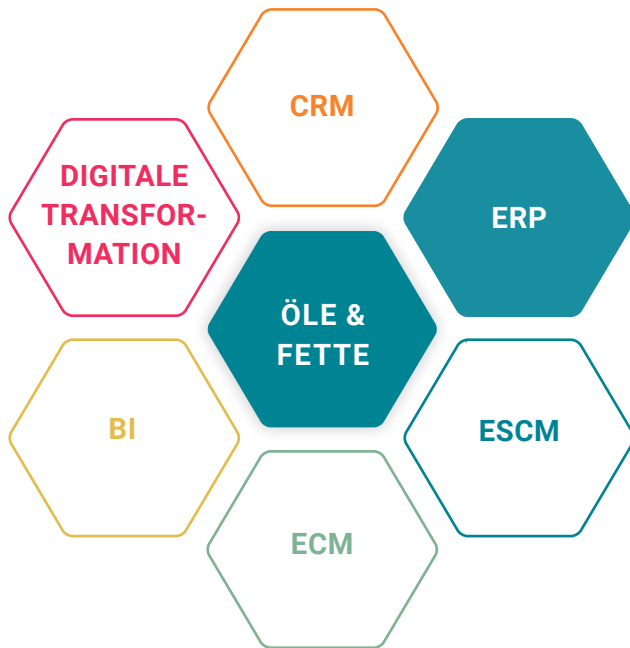 CRM
DIGITALE
TRANSFOR-
MATION
ERP
ÖLE &
FETTE
BI
ESCM
ECM